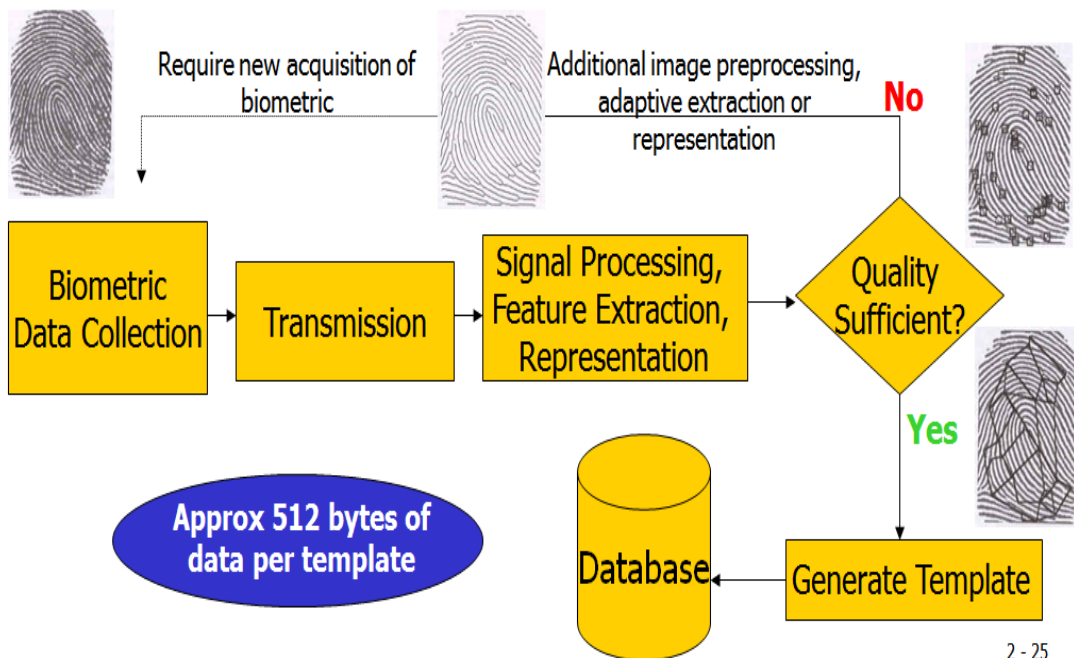 Require new acquisition of
biometric
Additional image preprocessing,
adaptive extraction or
representation
No
Biometric
Data Collection
Transmission
Signal Processing,
Feature Extraction,
Representation
Quality
Sufficient?
Yes
Approx 512 bytes of
data per template
Database
Generate Template
2 - 25